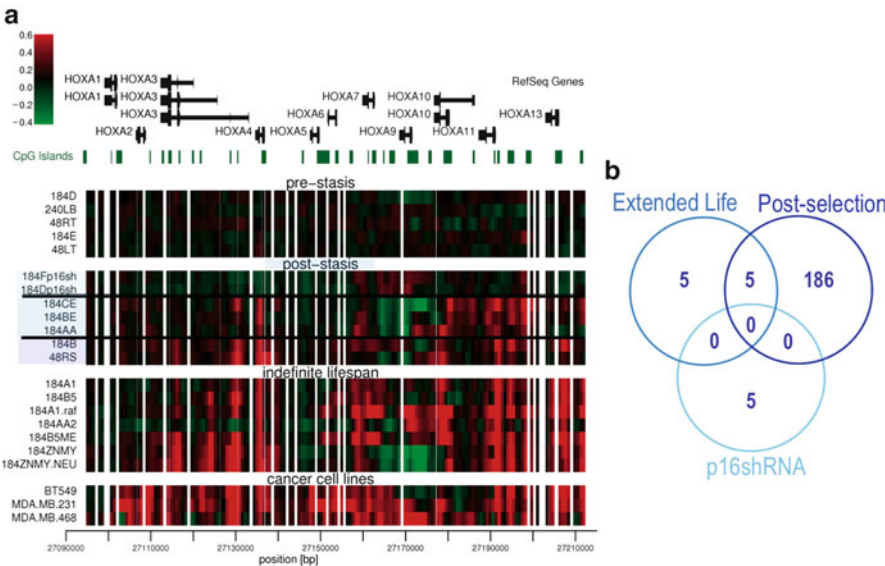 a
0.6
0.4
0.2
0
−0.2
−0.4
HOXA1 HOXA3 HOXA7 HOXA10 RefSeq Genes
HOXA1 HOXA3 HOXA10
HOXA3 HOXA6 HOXA13
HOXA2 HOXA4 HOXA5 HOXA9 HOXA11
CpG Islands
pre-stasis
184D
240LB
48RT
184E
48LT
post-stasis
184Fp16sh
184Dp16sh
184CE
184BE
184AA
184B
48RS
indefinite lifespan
184A1
184B5
184A1.raf
184AA2
184B5ME
184ZNMY
184ZNMY.NEU
cancer cell lines
BT549
MDA.MB.231
MDA.MB.468
27090000 27110000 27130000 27150000 27170000 27190000 27210000
position [bp]
b
Extended Life Post-selection
5 5 186
0
0 0
5
p16shRNA